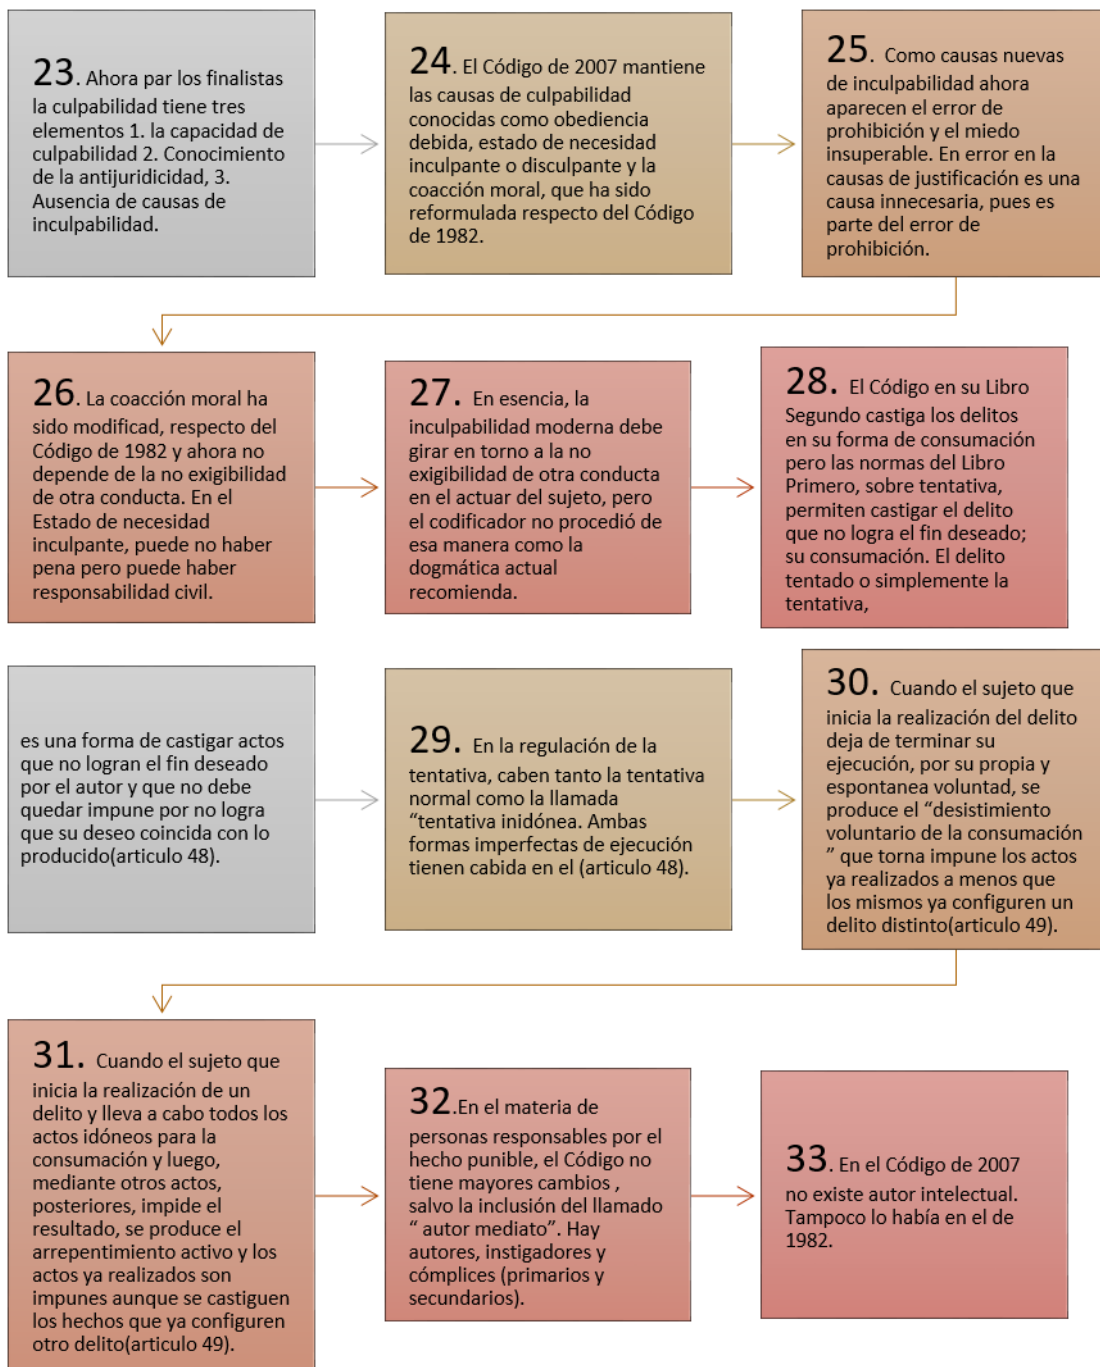 23. Ahora par los finalistas
la culpabilidad tiene tres
elementos 1. la capacidad de
culpabilidad 2. Conocimiento
de la antijuridicidad, 3.
Ausencia de causas de
inculpabilidad.
24. El Código de 2007 mantiene
las causas de culpabilidad
conocidas como obediencia
debida, estado de necesidad
inculpante o disculpante y la
coacción moral, que ha sido
reformulada respecto del Código
de 1982.
25. Como causas nuevas
de inculpabilidad ahora
aparecen el error de
prohibición y el miedo
insuperable. En error en la
causas de justificación es una
causa innecesaria, pues es
parte del error de
prohibición.
26. La coacción moral ha
sido modificad, respecto del
Código de 1982 y ahora no
depende de la no exigibilidad
de otra conducta. En el
Estado de necesidad
inculpante, puede no haber
pena pero puede haber
responsabilidad civil.
27. En esencia, la
inculpabilidad moderna debe
girar en torno a la no
exigibilidad de otra conducta
en el actuar del sujeto, pero
el codificador no procedió de
esa manera como la
dogmática actual
recomienda.
28. El Código en su Libro
Segundo castiga los delitos
en su forma de consumación
pero las normas del Libro
Primero, sobre tentativa,
permiten castigar el delito
que no logra el fin deseado;
su consumación. El delito
tentado o simplemente la
tentativa,
es una forma de castigar actos
que no logran el fin deseado
por el autor y que no debe
quedar impune por no logra
que su deseo coincida con lo
producido(articulo 48).
29. En la regulación de la
tentativa, caben tanto la tentativa
normal como la llamada
“tentativa inidónea. Ambas
formas imperfectas de ejecución
tienen cabida en el (articulo 48).
30. Cuando el sujeto que
inicia la realización del delito
deja de terminar su
ejecución, por su propia y
espontanea voluntad, se
produce el “desistimiento
voluntario de la consumación
” que torna impune los actos
ya realizados a menos que
los mismos ya configuren un
delito distinto(articulo 49).
31. Cuando el sujeto que
inicia la realización de un
delito y lleva a cabo todos los
actos idóneos para la
consumación y luego,
mediante otros actos,
posteriores, impide el
resultado, se produce el
arrepentimiento activo y los
actos ya realizados son
impunes aunque se castiguen
los hechos que ya configuren
otro delito(articulo 49).
32.En el materia de
personas responsables por el
hecho punible, el Código no
tiene mayores cambios ,
salvo la inclusión del llamado
“ autor mediato”. Hay
autores, instigadores y
cómplices (primarios y
secundarios).
33. En el Código de 2007
no existe autor intelectual.
Tampoco lo había en el de
1982.